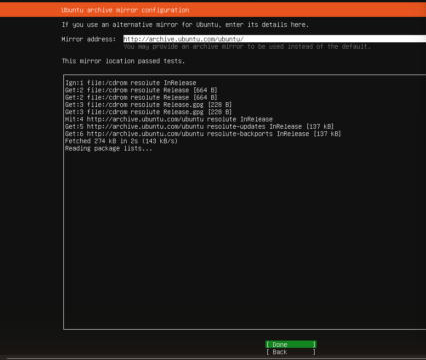 Ubuntu archive mirror configuration
If you use an alternative mirror for Ubuntu, enter its details here.
Mirror address: http://archive.ubuntu.com/ubuntu/
You may provide an archive mirror to be used instead of the default.
This mirror location passed tests.
Ign:1 file:/cdrom resolute InRelease
Get:2 file:/cdrom resolute Release [664 B]
Get:2 file:/cdrom resolute Release [664 B]
Get:3 file:/cdrom resolute Release.gpg [228 B]
Get:3 file:/cdrom resolute Release.gpg [228 B]
Hit:4 http://archive.ubuntu.com/ubuntu resolute InRelease
Get:5 http://archive.ubuntu.com/ubuntu resolute-updates InRelease [137 kB]
Get:6 http://archive.ubuntu.com/ubuntu resolute-backports InRelease [137 kB]
Fetched 274 kB in 2s (143 kB/s)
Reading package lists...
[ Done ]
[ Back ]